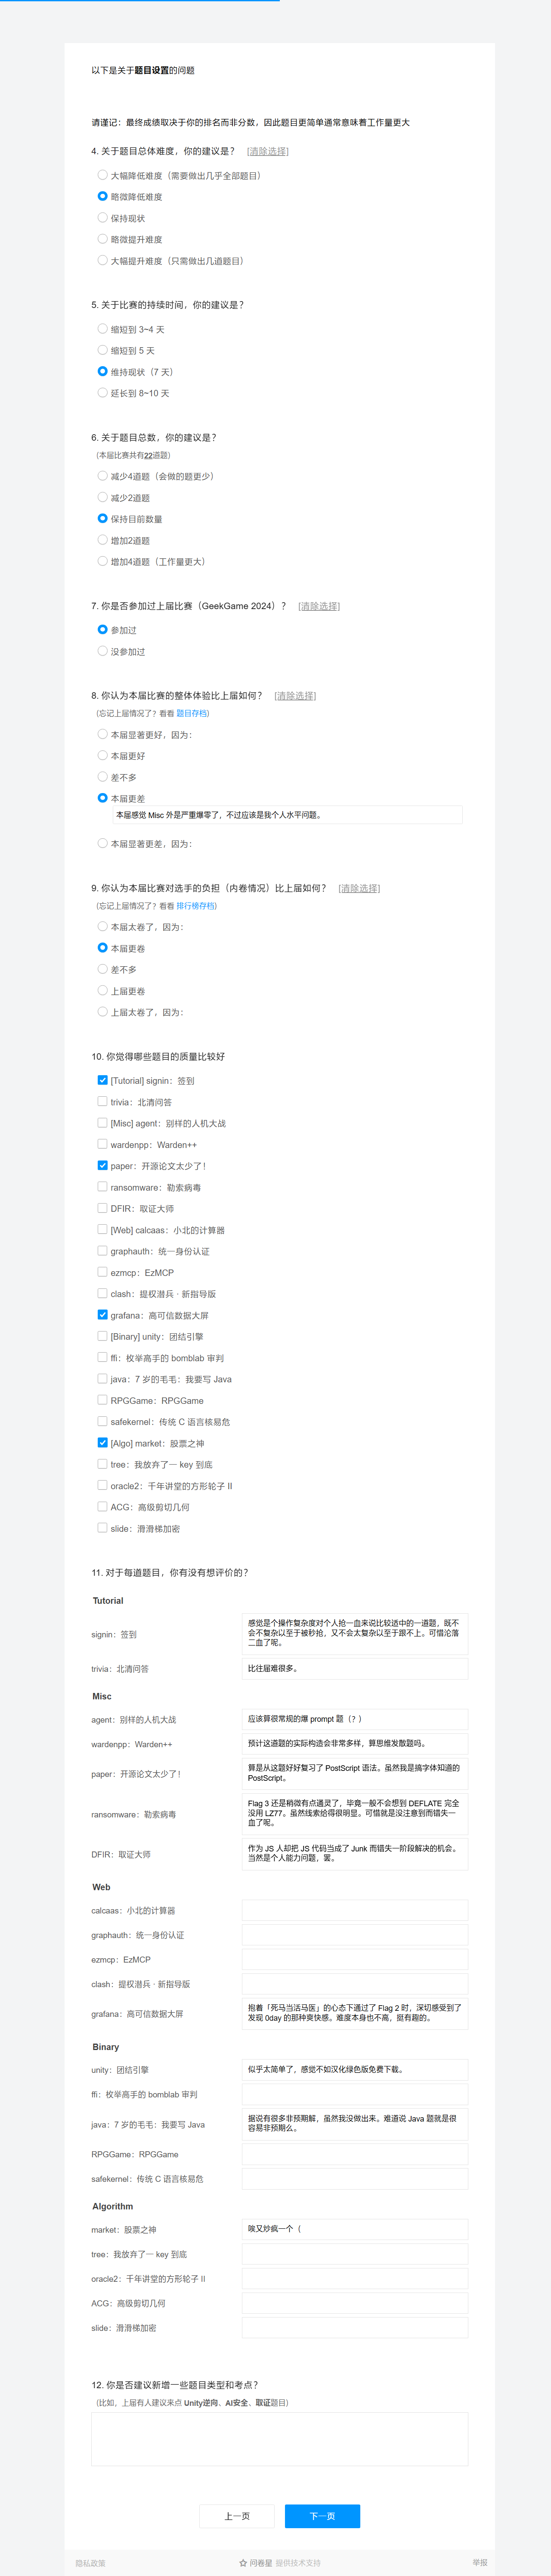 以下是关于题目设置的问题
请谨记：最终成绩取决于你的排名而非分数，因此题目更简单通常意味着工作量更大
4. 关于题目总体难度，你的建议是？ [清除选择]
大幅降低难度（需要做出几乎全部题目）
略微降低难度
保持现状
略微提升难度
大幅提升难度（只需做出几道题目）
5. 关于比赛的持续时间，你的建议是？
缩短到 3~4 天
缩短到 5 天
维持现状（7 天）
延长到 8~10 天
6. 关于题目总数，你的建议是？
（本届比赛共有22道题）
减少4道题（会做的题更少）
减少2道题
保持目前数量
增加2道题
增加4道题（工作量更大）
7. 你是否参加过上届比赛（GeekGame 2024）？ [清除选择]
参加过
没参加过
8. 你认为本届比赛的整体体验比上届如何？ [清除选择]
（忘记上届情况了？看看 题目存档）
本届显著更好，因为：
本届更好
差不多
本届更差
本届感觉 Misc 外是严重爆零了，不过应该是我个人水平问题。
本届显著更差，因为：
9. 你认为本届比赛对选手的负担（内卷情况）比上届如何？ [清除选择]
（忘记上届情况了？看看 排行榜存档）
本届太卷了，因为：
本届更卷
差不多
上届更卷
上届太卷了，因为：
10. 你觉得哪些题目的质量比较好
[Tutorial] signin：签到
trivia：北清问答
[Misc] agent：别样的人机大战
wardenpp：Warden++
paper：开源论文太少了！
ransomware：勒索病毒
DFIR：取证大师
[Web] calcaas：小北的计算器
graphauth：统一身份认证
ezmcp：EzMCP
clash：提权潜兵 · 新指导版
grafana：高可信数据大屏
[Binary] unity：团结引擎
ffi：枚举高手的 bomblab 审判
java：7 岁的毛毛：我要写 Java
RPGGame：RPGGame
safekernel：传统 C 语言核易危
[Algo] market：股票之神
tree：我放弃了一 key 到底
oracle2：千年讲堂的方形轮子 II
ACG：高级剪切几何
slide：滑滑梯加密
11. 对于每道题目，你有没有想评价的？
Tutorial
signin：签到
感觉是个操作复杂度对个人抢一血来说比较适中的一道题，既不
会不复杂以至于被秒抢，又不会太复杂以至于跟不上。可惜沦落
二血了呢。
trivia：北清问答
比往届难很多。
Misc
agent：别样的人机大战
应该算很常规的爆 prompt 题（？）
wardenpp：Warden++
预计这道题的实际构造会非常多样，算思维发散题吗。
paper：开源论文太少了！
算是从这题好好复习了 PostScript 语法。虽然我是搞字体知道的
PostScript。
ransomware：勒索病毒
Flag 3 还是稍微有点通灵了，毕竟一般不会想到 DEFLATE 完全
没用 LZ77。虽然线索给得很明显。可惜就是没注意到而错失一
血了呢。
DFIR：取证大师
作为 JS 人却把 JS 代码当成了 Junk 而错失一阶段解决的机会。
当然是个人能力问题，罢。
Web
calcaas：小北的计算器
graphauth：统一身份认证
ezmcp：EzMCP
clash：提权潜兵 · 新指导版
grafana：高可信数据大屏
抱着「死马当活马医」的心态下通过了 Flag 2 时，深切感受到了
发现 0day 的那种爽快感。难度本身也不高，挺有趣的。
Binary
unity：团结引擎
似乎太简单了，感觉不如汉化绿色版免费下载。
ffi：枚举高手的 bomblab 审判
java：7 岁的毛毛：我要写 Java
据说有很多非预期解，虽然我没做出来。难道说 Java 题就是很
容易非预期么。
RPGGame：RPGGame
safekernel：传统 C 语言核易危
Algorithm
market：股票之神
唉又炒疯一个（
tree：我放弃了一 key 到底
oracle2：千年讲堂的方形轮子 II
ACG：高级剪切几何
slide：滑滑梯加密
12. 你是否建议新增一些题目类型和考点？
（比如，上届有人建议来点 Unity逆向、AI安全、取证题目）
上一页
下一页
隐私政策
问卷星 提供技术支持
举报